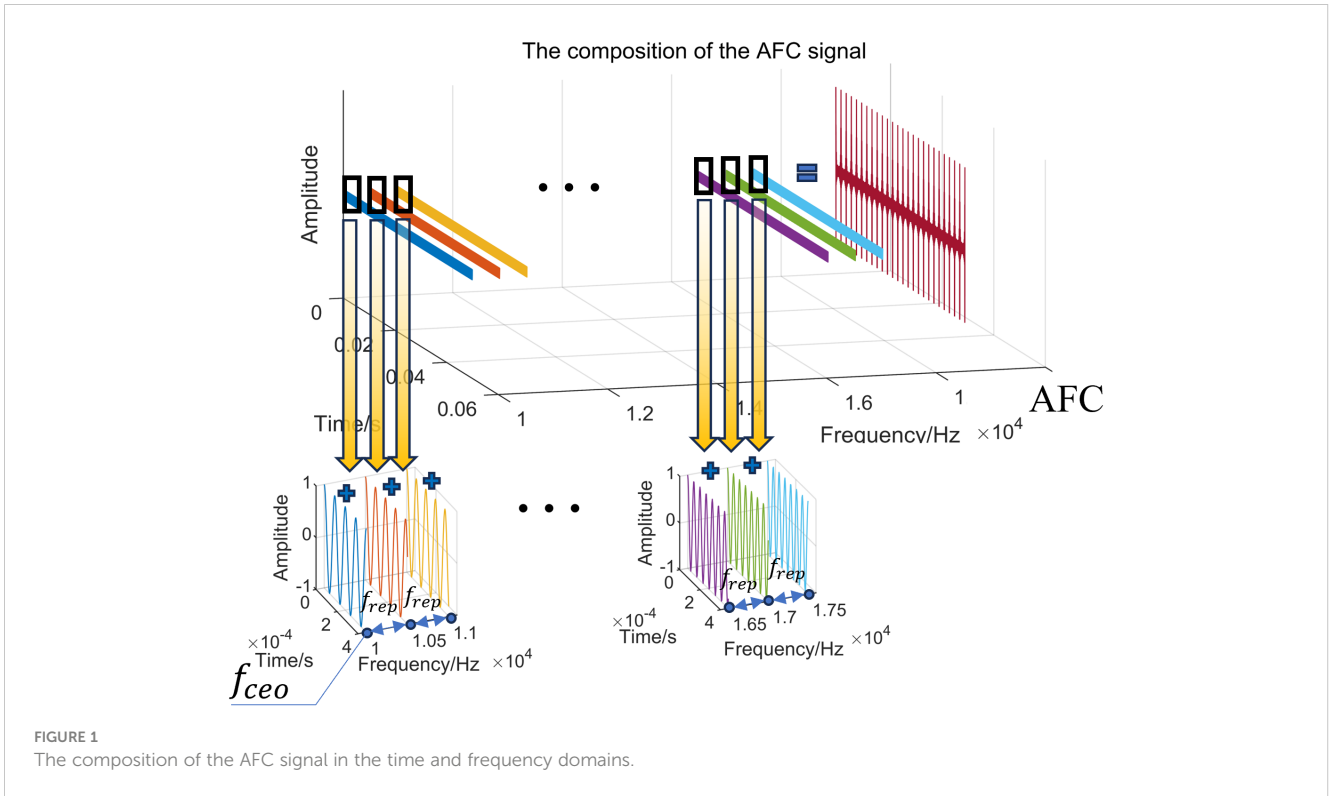 The composition of the AFC signal
Amplitude
0
0.02
0.04
0.06
Time/s
1
1.2
1.4
1.6
1
AFC
Frequency/Hz ×10⁴
Amplitude
1
0
-1
0
2
4
×10⁻⁴
Time/s
f_rep f_rep
1
1.05
1.1
Frequency/Hz ×10⁴
f_ceo
Amplitude
1
0
-1
0
2
4
×10⁻⁴
Time/s
f_rep f_rep
1.65
1.7
1.75
Frequency/Hz ×10⁴
FIGURE 1
The composition of the AFC signal in the time and frequency domains.